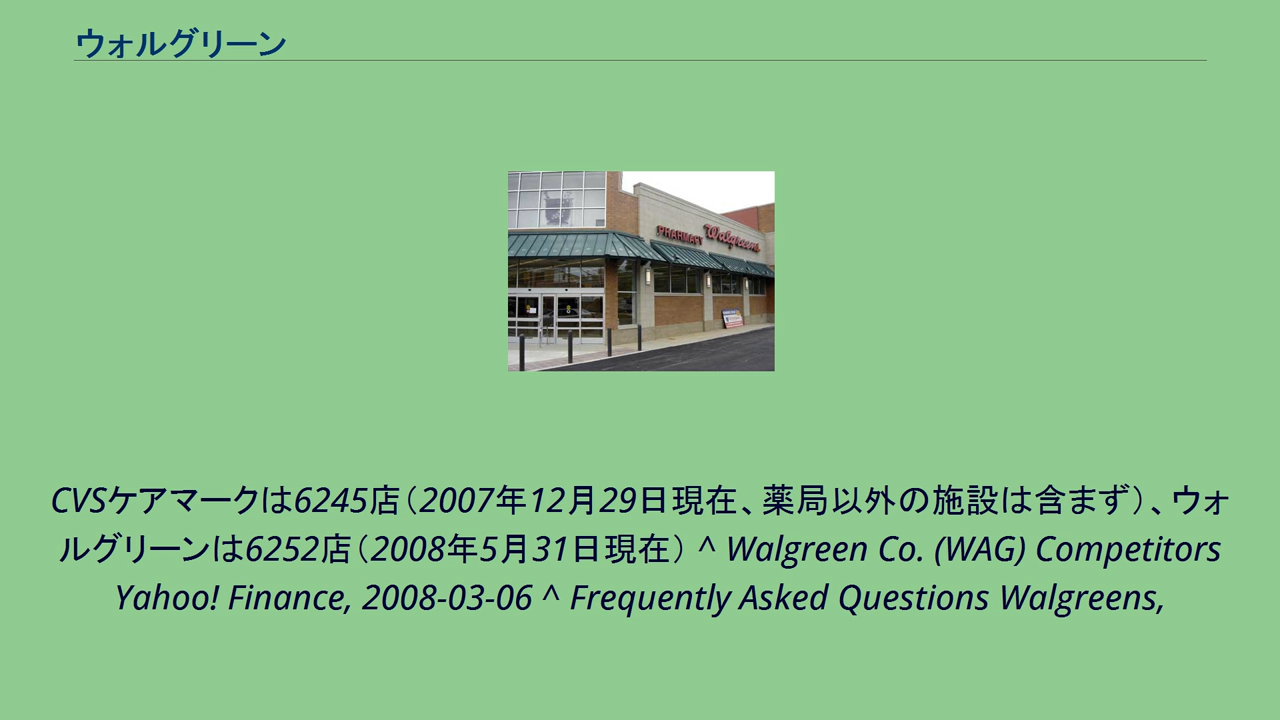 ウォルグリーン
PHARMACY Walgreens
CVSケアマークは6245店（2007年12月29日現在、薬局以外の施設は含まず）、ウォ
ルグリーンは6252店（2008年5月31日現在） ^ Walgreen Co. (WAG) Competitors
Yahoo! Finance, 2008-03-06 ^ Frequently Asked Questions Walgreens,